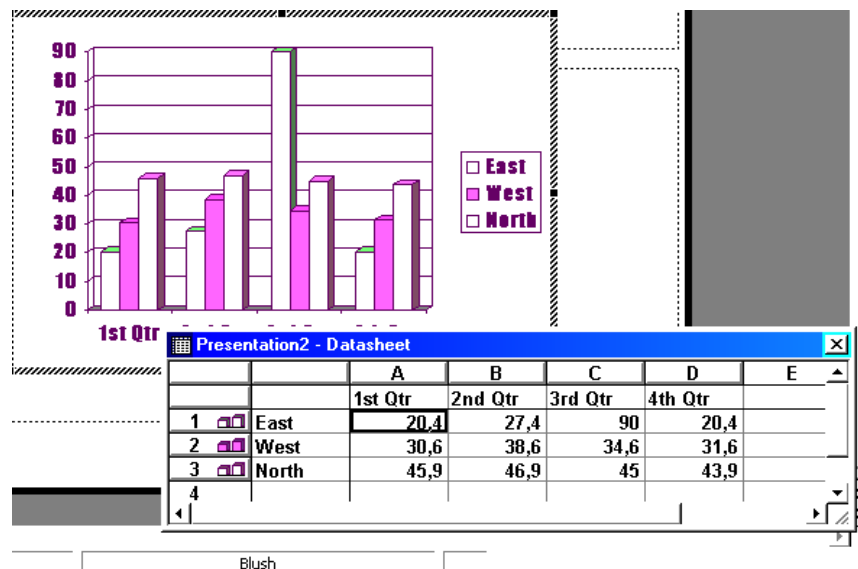 90
80
70
60
50
40
30
20
10
0
1st Qtr
East
West
North
Presentation2 - Datasheet
A B C D E
1st Qtr 2nd Qtr 3rd Qtr 4th Qtr
1 East 20,4 27,4 90 20,4
2 West 30,6 38,6 34,6 31,6
3 North 45,9 46,9 45 43,9
4
Blush